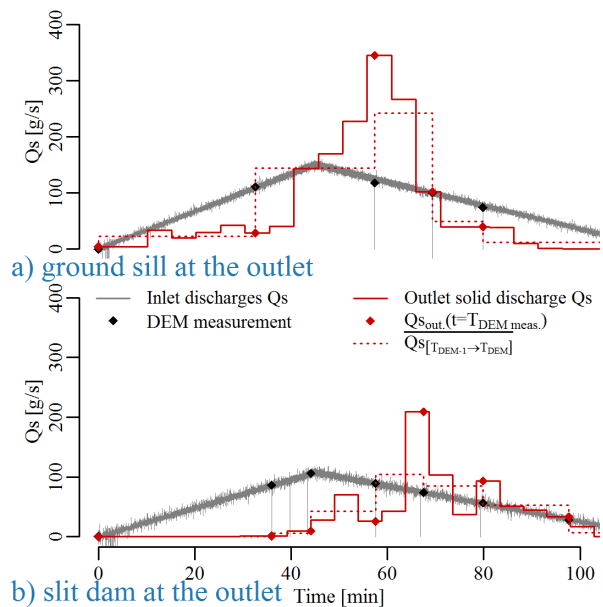 Qs [g/s]
400
300
200
100
0
a) ground sill at the outlet
Inlet discharges Qs
DEM measurement
Outlet solid discharge Qs
Qsout.(t=TDEM meas.)
Qs[TDEM-1→TDEM]
Qs [g/s]
400
300
200
100
0
0 20 40 60 80 100
b) slit dam at the outlet Time [min]